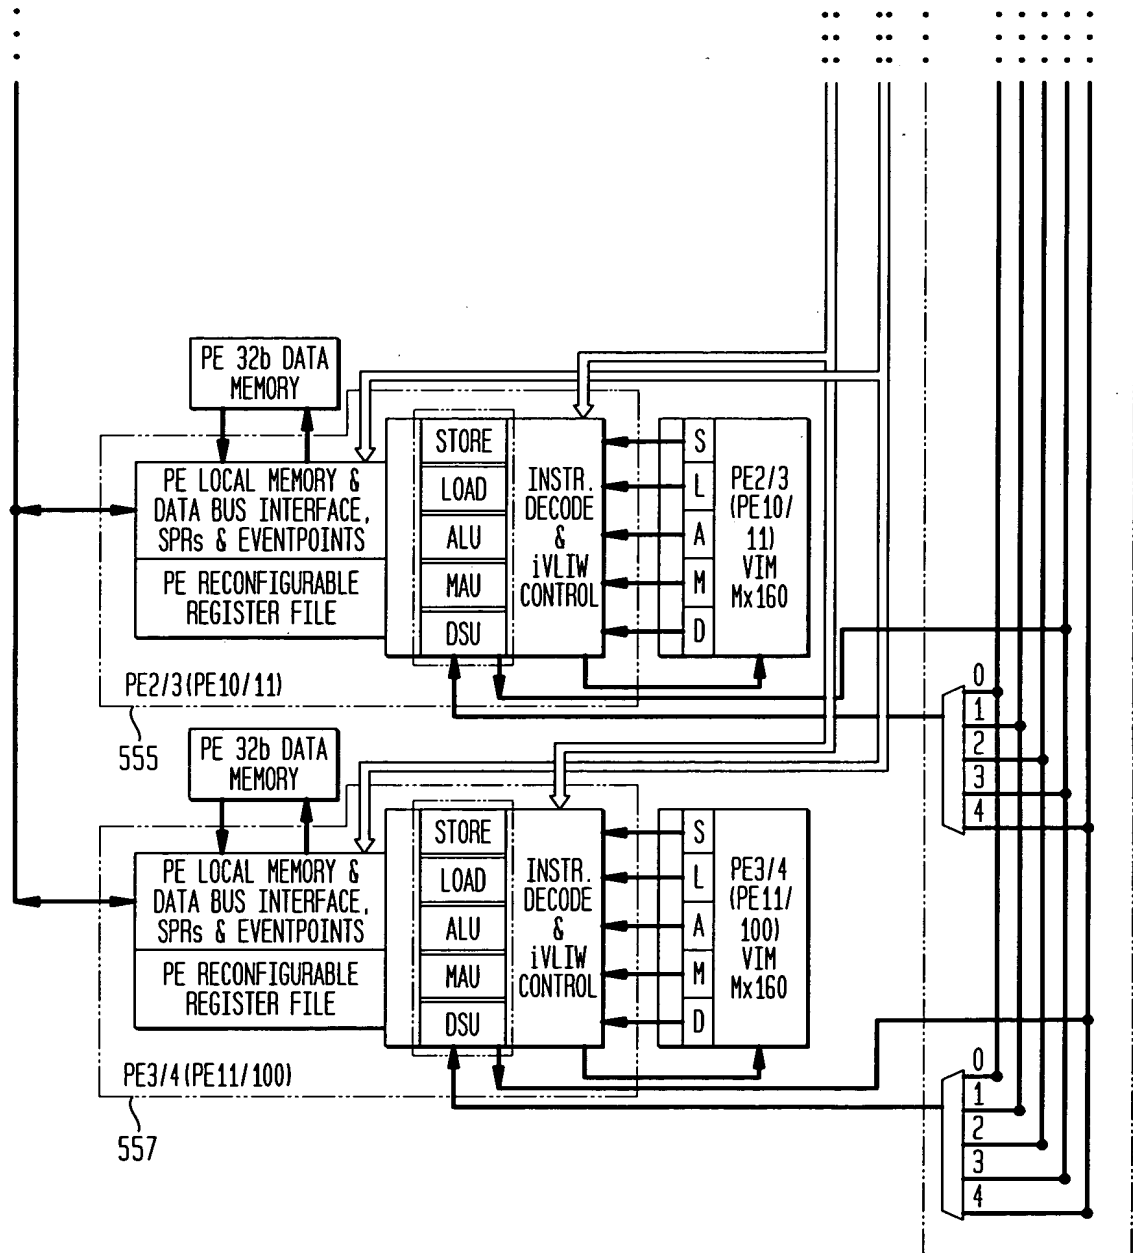 PE 32b DATA
MEMORY
PE LOCAL MEMORY &
DATA BUS INTERFACE,
SPRs & EVENTPOINTS
PE RECONFIGURABLE
REGISTER FILE
STORE
LOAD
ALU
MAU
DSU
INSTR.
DECODE
&
iVLIW
CONTROL
S
L
A
M
D
PE2/3
(PE10/
11)
VIM
Mx160
PE2/3(PE10/11)
555
0
1
2
3
4
PE 32b DATA
MEMORY
PE LOCAL MEMORY &
DATA BUS INTERFACE,
SPRs & EVENTPOINTS
PE RECONFIGURABLE
REGISTER FILE
STORE
LOAD
ALU
MAU
DSU
INSTR.
DECODE
&
iVLIW
CONTROL
S
L
A
M
D
PE3/4
(PE11/
100)
VIM
Mx160
PE3/4(PE11/100)
557
0
1
2
3
4